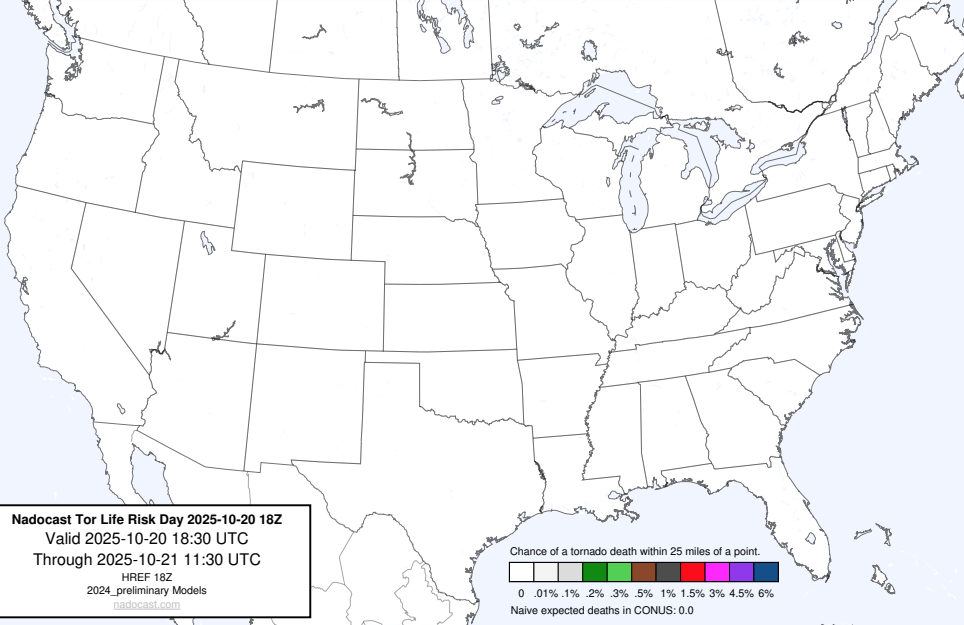 Nadocast Tor Life Risk Day 2025-10-20 18Z
Valid 2025-10-20 18:30 UTC
Through 2025-10-21 11:30 UTC
HREF 18Z
2024_preliminary Models
nadocast.com
Chance of a tornado death within 25 miles of a point.
0 .01% .1% .2% .3% .5% 1% 1.5% 3% 4.5% 6%
Naive expected deaths in CONUS: 0.0